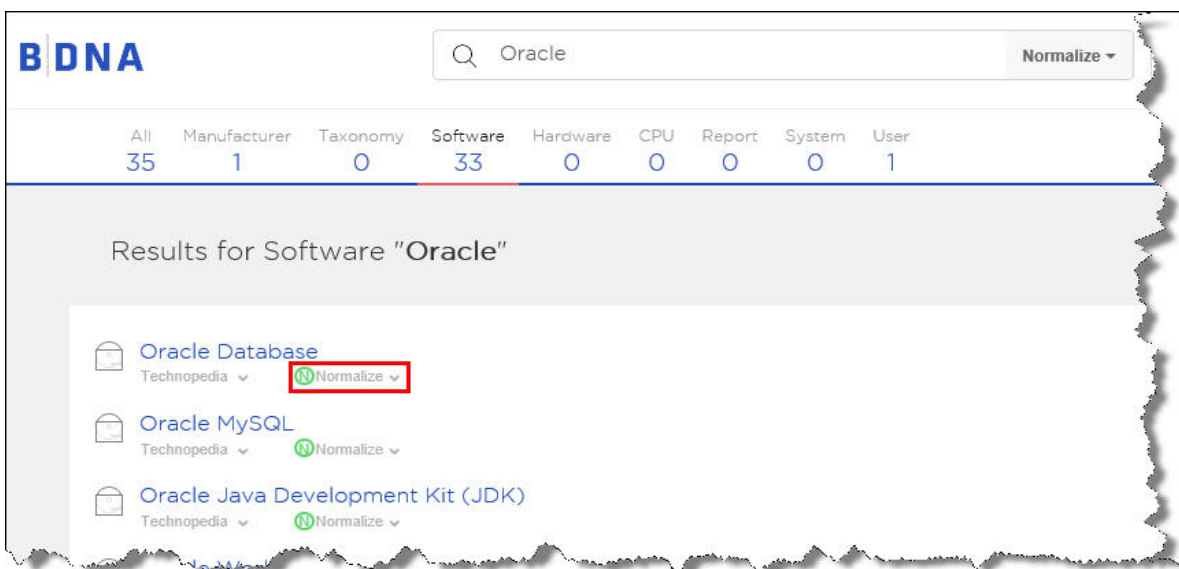 BDNA
Oracle Normalize
All Manufacturer Taxonomy Software Hardware CPU Report System User
35 1 0 33 0 0 0 0 1
Results for Software "Oracle"
Oracle Database
Technopedia N Normalize
Oracle MySQL
Technopedia N Normalize
Oracle Java Development Kit (JDK)
Technopedia N Normalize